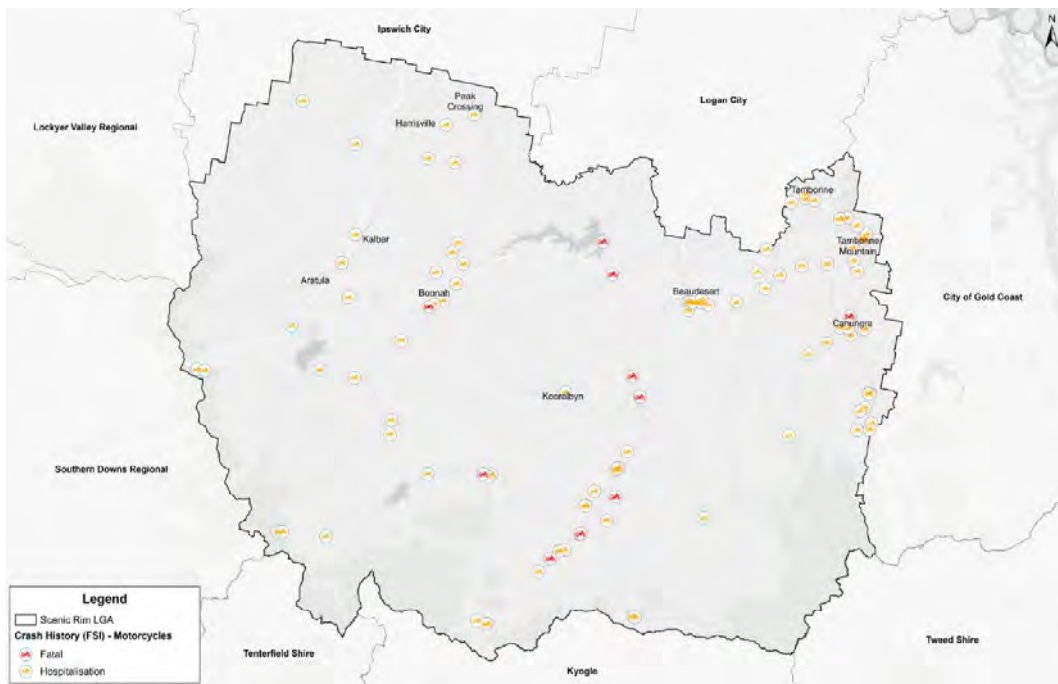 Ipswich City
N
Peak
Crossing
Logan City
Harrisville
Lockyer Valley Regional
Tamborine
Kalbar
Tamborine
Mountain
Aratula
Boonah
Beaudesert
City of Gold Coast
Canungra
Kooralbyn
Southern Downs Regional
Legend
Scenic Rim LGA
Crash History (FSI) - Motorcycles
Fatal
Hospitalisation
Tenterfield Shire
Kyogle
Tweed Shire